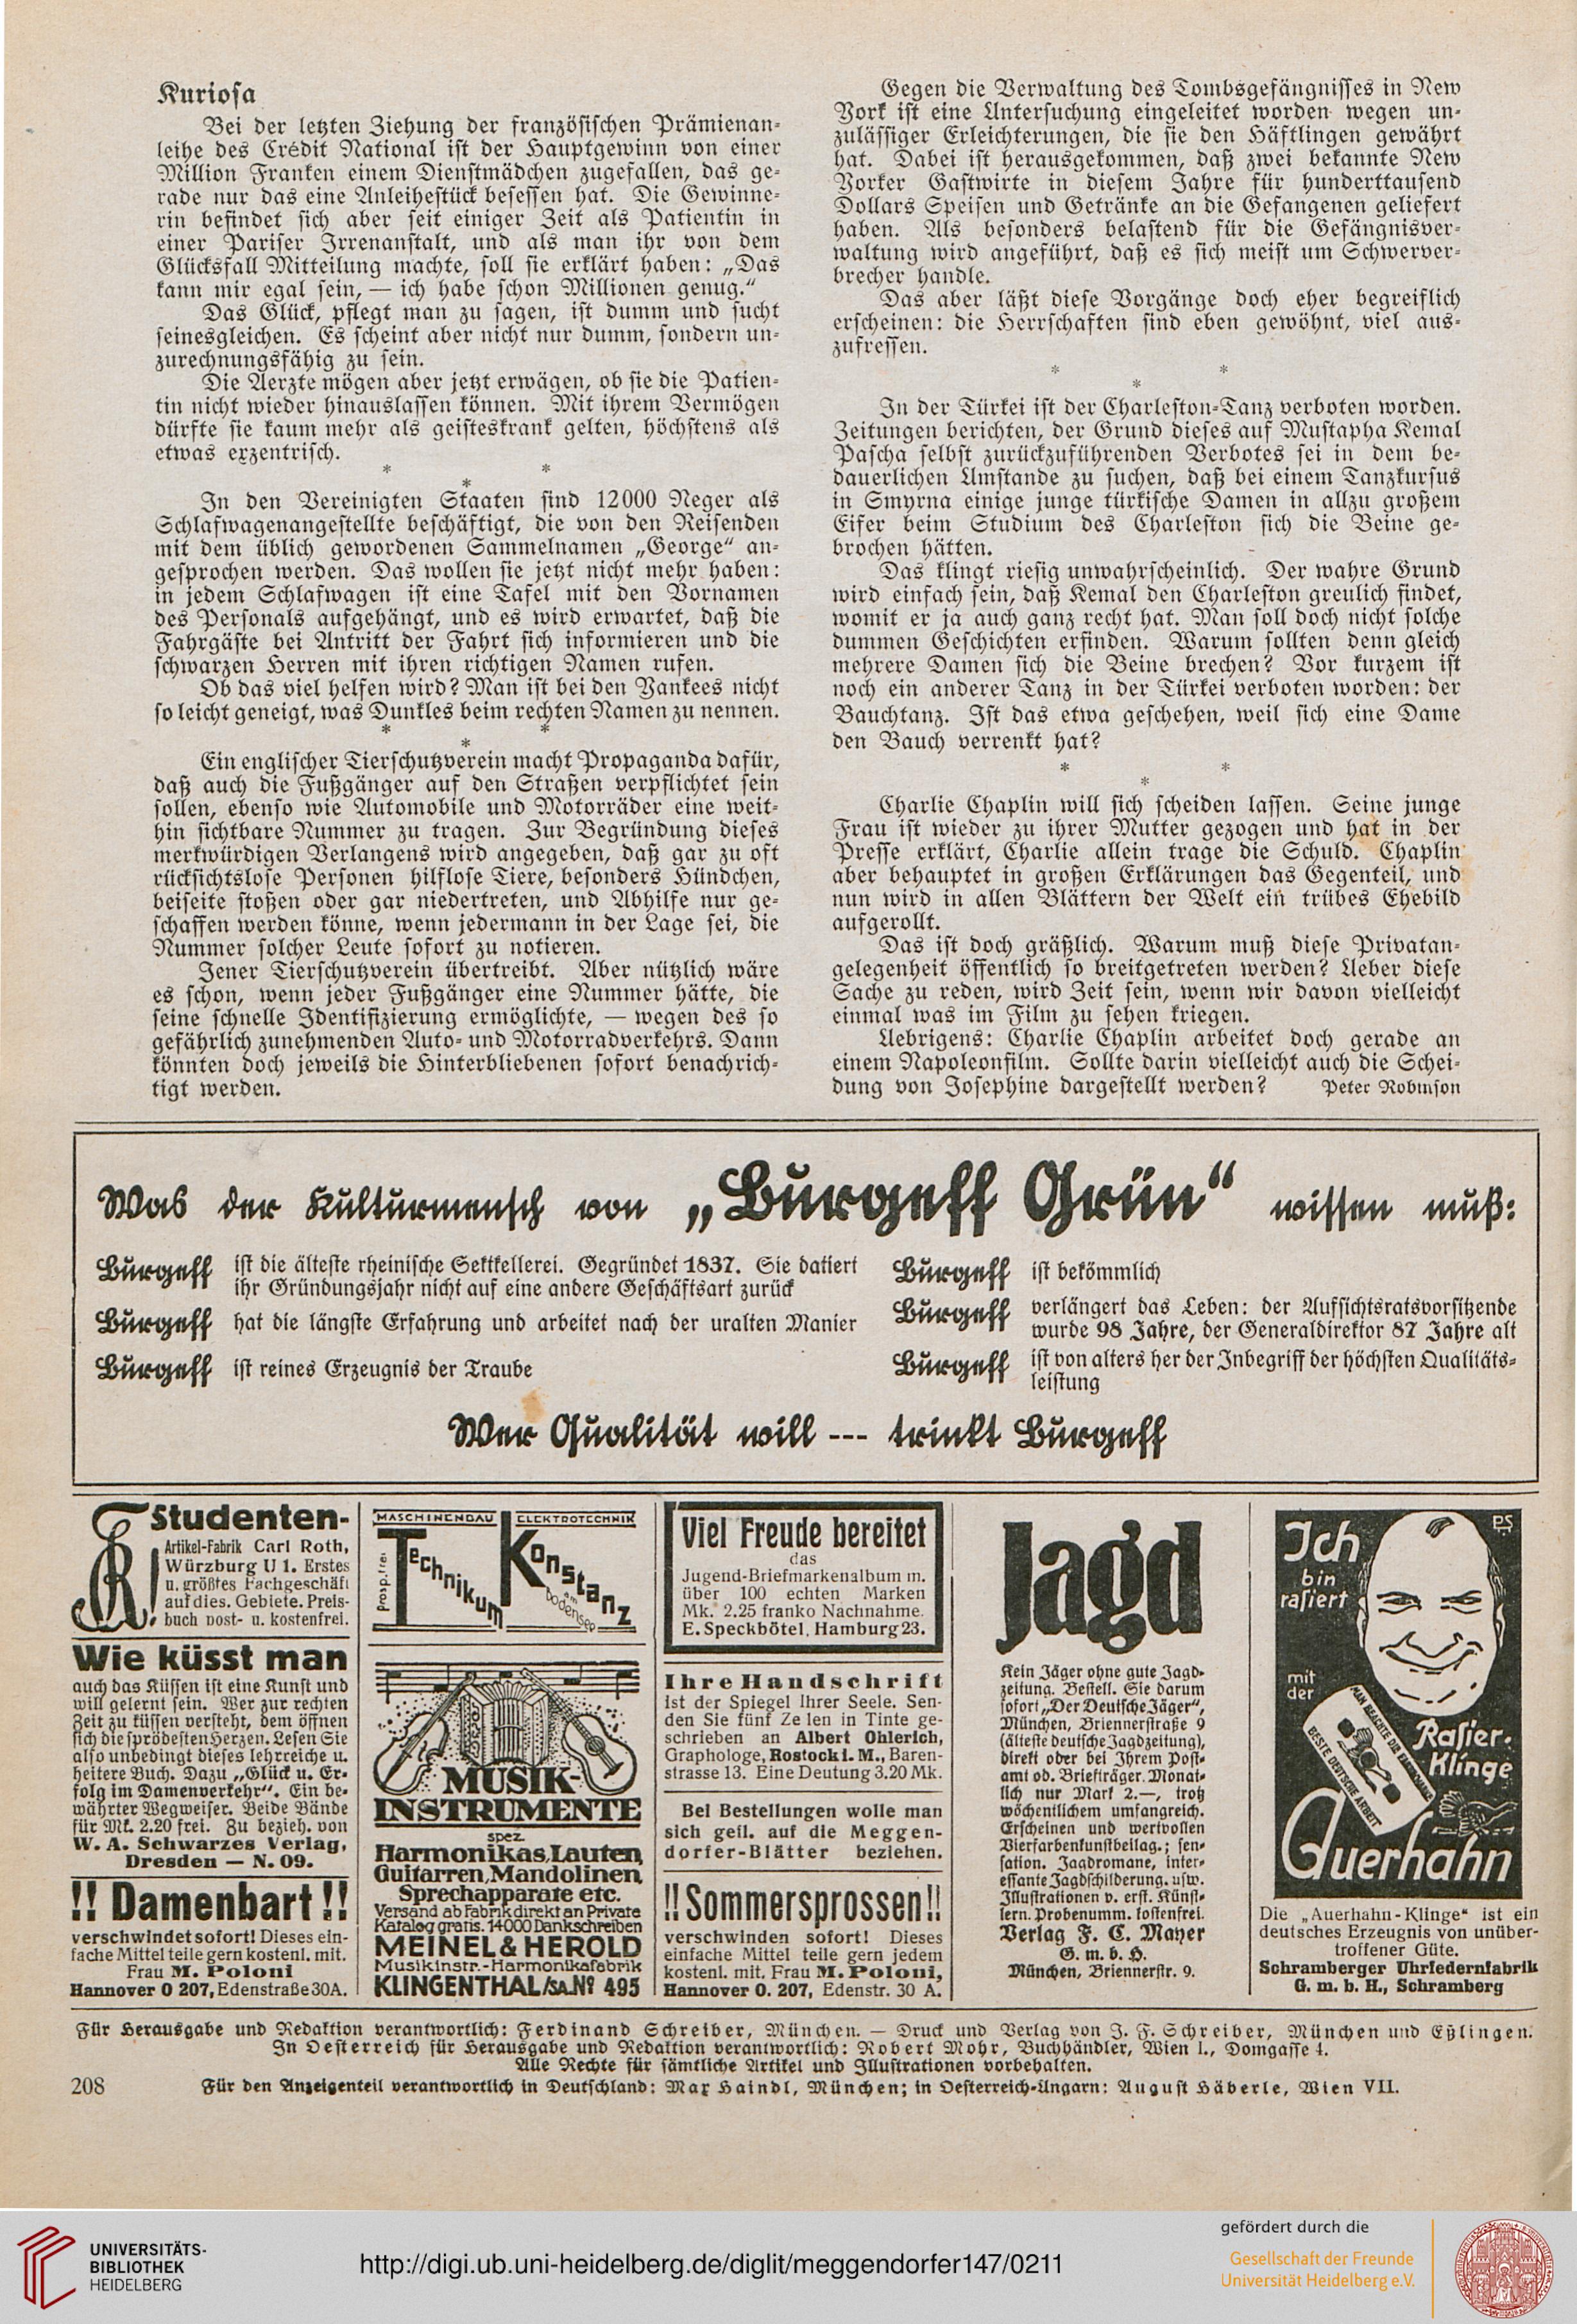 Kuriosa
Bei der letzten Ziehung der französischen Prämienan-
leihe des Crédit National ist der Hauptgewinn von einer
Million Franken einem Dienstmädchen zugefallen, das ge-
rade nur das eine Anleihestück besessen hat. Die Gewinne-
rin befindet sich aber seit einiger Zeit als Patientin in
einer Pariser Irrenanstalt, und als man ihr von dem
Glücksfall Mitteilung machte, soll sie erklärt haben: „Das
kann mir egal sein, — ich habe schon Millionen genug.“
Das Glück, pflegt man zu sagen, ist dumm und sucht
seinesgleichen. Es scheint aber nicht nur dumm, sondern un-
zurechnungsfähig zu sein.
Die Aerzte mögen aber jetzt erwägen, ob sie die Patien-
tin nicht wieder hinauslassen können. Mit ihrem Vermögen
dürfte sie kaum mehr als geisteskrank gelten, höchstens als
etwas exzentrisch.
* * *
In den Vereinigten Staaten sind 12000 Neger als
Schlafwagenangestellte beschäftigt, die von den Reisenden
mit dem üblich gewordenen Sammelnamen „George“ an-
gesprochen werden. Das wollen sie jetzt nicht mehr haben:
in jedem Schlafwagen ist eine Tafel mit den Vornamen
des Personals aufgehängt, und es wird erwartet, daß die
Fahrgäste bei Antritt der Fahrt sich informieren und die
schwarzen Herren mit ihren richtigen Namen rufen.
Ob das viel helfen wird? Man ist bei den Yankees nicht
so leicht geneigt, was Dunkles beim rechten Namen zu nennen.
* * *
Ein englischer Tierschutzverein macht Propaganda dafür,
daß auch die Fußgänger auf den Straßen verpflichtet sein
sollen, ebenso wie Automobile und Motorräder eine weit-
hin sichtbare Nummer zu tragen. Zur Begründung dieses
merkwürdigen Verlangens wird angegeben, daß gar zu oft
rücksichtslose Personen hilflose Tiere, besonders Hündchen,
beiseite stoßen oder gar niedertreten, und Abhilfe nur ge-
schaffen werden könne, wenn jedermann in der Lage sei, die
Nummer solcher Leute sofort zu notieren.
Jener Tierschutzverein übertreibt. Aber nützlich wäre
es schon, wenn jeder Fußgänger eine Nummer hätte, die
seine schnelle Identifizierung ermöglichte, — wegen des so
gefährlich zunehmenden Auto- und Motorradverkehrs. Dann
könnten doch jeweils die Hinterbliebenen sofort benachrich-
tigt werden.
Gegen die Verwaltung des Tombsgefängnisses in New
York ist eine Untersuchung eingeleitet worden wegen un-
zulässiger Erleichterungen, die sie den Häftlingen gewährt
hat. Dabei ist herausgekommen, daß zwei bekannte New
Yorker Gastwirte in diesem Jahre für hunderttausend
Dollars Speisen und Getränke an die Gefangenen geliefert
haben. Als besonders belastend für die Gefängnisver-
waltung wird angeführt, daß es sich meist um Schwerver-
brecher handle.
Das aber läßt diese Vorgänge doch eher begreiflich
erscheinen: die Herrschaften sind eben gewöhnt, viel aus-
zufressen.
* * *
In der Türkei ist der Charleston-Tanz verboten worden.
Zeitungen berichten, der Grund dieses auf Mustapha Kemal
Pascha selbst zurückzuführenden Verbotes sei in dem be-
dauerlichen Umstande zu suchen, daß bei einem Tanzkursus
in Smyrna einige junge türkische Damen in allzu großem
Eifer beim Studium des Charleston sich die Beine ge-
brochen hätten.
Das klingt riesig unwahrscheinlich. Der wahre Grund
wird einfach sein, daß Kemal den Charleston greulich findet,
womit er ja auch ganz recht hat. Man soll doch nicht solche
dummen Geschichten erfinden. Warum sollten denn gleich
mehrere Damen sich die Beine brechen? Vor kurzem ist
noch ein anderer Tanz in der Türkei verboten worden: der
Bauchtanz. Ist das etwa geschehen, weil sich eine Dame
den Bauch verrenkt hat?
* * *
Charlie Chaplin will sich scheiden lassen. Seine junge
Frau ist wieder zu ihrer Mutter gezogen und hat in der
Presse erklärt, Charlie allein trage die Schuld. Chaplin
aber behauptet in großen Erklärungen das Gegenteil, und
nun wird in allen Blättern der Welt ein trübes Ehebild
aufgerollt.
Das ist doch gräßlich. Warum muß diese Privatan-
gelegenheit öffentlich so breitgetreten werden? Ueber diese
Sache zu reden, wird Zeit sein, wenn wir davon vielleicht
einmal was im Film zu sehen kriegen.
Uebrigens: Charlie Chaplin arbeitet doch gerade an
einem Napoleonfilm. Sollte darin vielleicht auch die Schei-
dung von Josephine dargestellt werden? Peter Robinson
Was der Kulturmensch von „Burgeff Grün“ wissen muß:
Burgeff ist die älteste rheinische Sektkellerei. Gegründet 1837. Sie datiert
ihr Gründungsjahr nicht auf eine andere Geschäftsart zurück
Burgeff hat die längste Erfahrung und arbeitet nach der uralten Manier
Burgeff ist reines Erzeugnis der Traube
Burgeff ist bekömmlich
Burgeff verlängert das Leben: der Aufsichtsratsvorsitzende
wurde 98 Jahre, der Generaldirektor 87 Jahre alt
Burgeff ist von alters her der Inbegriff der höchsten Qualitäts-
leistung
Wer Qualität will --- trinkt Burgeff
Studenten-
Artikel-Fabrik Carl Roth,
Würzburg U 1. Erstes
u. größtes Fachgeschäft
auf dies. Gebiete. Preis-
buch post- u. kostenfrei.
Wie küsst man
auch das Küssen ist eine Kunst und
will gelernt sein. Wer zur rechten
Zeit zu küssen versteht, dem öffnen
sich die sprödesten Herzen. Lesen Sie
also unbedingt dieses lehrreiche u.
heitere Buch. Dazu „Glück u. Er-
folg im Damenverkehr“. Ein be-
währter Wegweiser. Beide Bände
für Mk. 2.20 frei. Zu bezieh. von
W. A. Schwarzes Verlag,
Dresden — N. 09.
!! Damenbart !!
verschwindet sofort! Dieses ein-
fache Mittel teile gern kostenl. mit.
Frau M. Poloni
Hannover O 207, Edenstraße 30A.
MASCHINENBAU ELEKTROTECHNIK
Technikum Konstanz
am Bodensee
Prosp. frei
MUSIK-
INSTRUMENTE
spez.
Harmonikas, Lauten,
Guitarren, Mandolinen,
Sprechapparate etc.
Versand ab Fabrik direkt an Private
Katalog gratis. 14000 Dankschreiben
MEINEL & HEROLD
Musikinstr.-Harmonikafabrik
KLINGENTHAL/SA. Nº 495
Viel Freude bereitet
das
Jugend-Briefmarkenalbum m.
über 100 echten Marken
Mk. 2.25 franko Nachnahme.
E. Speckbötel, Hamburg 23.
Ihre Handschrift
ist der Spiegel Ihrer Seele. Sen-
den Sie fünf Zeilen in Tinte ge-
schrieben an Albert Ohlerich,
Graphologe, Rostock i. M., Baren-
strasse 13. Eine Deutung 3.20 Mk.
Bei Bestellungen wolle man
sich gefl. auf die Meggen-
dorfer-Blätter beziehen.
!! Sommersprossen !!
verschwinden sofort! Dieses
einfache Mittel teile gern jedem
kostenl. mit. Frau M. Poloni,
Hannover O. 207, Edenstr. 30 A.
Jagd
Kein Jäger ohne gute Jagd-
zeitung. Bestell. Sie darum
sofort „Der Deutsche Jäger“,
München, Briennerstraße 9
(älteste deutsche Jagdzeitung),
direkt oder bei Ihrem Post-
amt od. Briefträger. Monat-
lich nur Mark 2.—, trotz
wöchentlichem umfangreich.
Erscheinen und wertvollen
Vierfarbenkunstbeilag.; sen-
sation. Jagdromane, inter-
essante Jagdschilderung. usw.
Illustrationen v. erst. Künst-
lern. Probenumm. kostenfrei.
Verlag F. C. Mayer
G. m. b. H.
München, Briennerstr. 9.
Ich
bin
rasiert
mit
der
MAN BEACHTE DIE FABRIKMARKE
BESTE DEUTSCHE ARBEIT
Rasier-
Klinge
Auerhahn
Die „Auerhahn-Klinge“ ist ein
deutsches Erzeugnis von unüber-
troffener Güte.
Schramberger Uhrfedernfabrik
G. m. b. H., Schramberg
Für Herausgabe und Redaktion verantwortlich: Ferdinand Schreiber, München. — Druck und Verlag von J. F. Schreiber, München und Eßlingen.
In Oesterreich für Herausgabe und Redaktion verantwortlich: Robert Mohr, Buchhändler, Wien I., Domgasse 4.
Alle Rechte für sämtliche Artikel und Illustrationen vorbehalten.
208 Für den Anzeigenteil verantwortlich in Deutschland: Max Haindl, München; in Oesterreich-Ungarn: August Häberle, Wien VII.
UNIVERSITÄTS-
BIBLIOTHEK
HEIDELBERG
http://digi.ub.uni-heidelberg.de/diglit/meggendorfer147/0211
gefördert durch die
Gesellschaft der Freunde
Universität Heidelberg e.V.